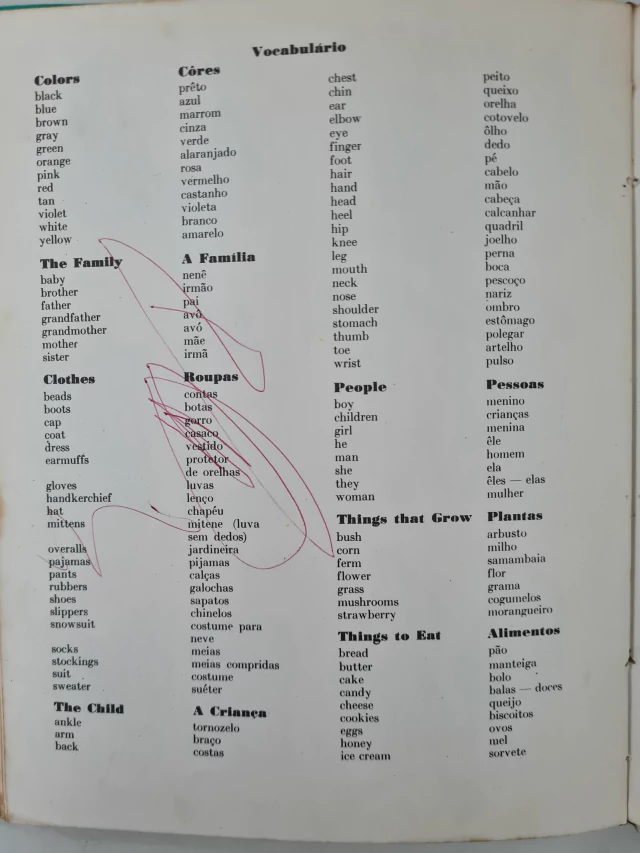 Vocabulário
Colors Côres
black prêto
blue azul
brown marrom
gray cinza
green verde
orange alaranjado
pink rosa
red vermelho
tan castanho
violet violeta
white branco
yellow amarelo
The Family A Família
baby nenê
brother irmão
father pai
grandfather avô
grandmother avó
mother mãe
sister irmã
Clothes Roupas
beads contas
boots botas
cap gorro
coat casaco
dress vestido
earmuffs protetor
de orelhas
gloves luvas
handkerchief lenço
hat chapéu
mittens mitene (luva
sem dedos)
overalls jardineira
pajamas pijamas
pants calças
rubbers galochas
shoes sapatos
slippers chinelos
snowsuit costume para
neve
socks meias
stockings meias compridas
suit costume
sweater suéter
The Child A Criança
ankle tornozelo
arm braço
back costas
chest peito
chin queixo
ear orelha
elbow cotovelo
eye ôlho
finger dedo
foot pé
hair cabelo
hand mão
head cabeça
heel calcanhar
hip quadril
knee joelho
leg perna
mouth boca
neck pescoço
nose nariz
shoulder ombro
stomach estômago
thumb polegar
toe artelho
wrist pulso
People Pessoas
boy menino
children crianças
girl menina
he êle
man homem
she ela
they êles — elas
woman mulher
Things that Grow Plantas
bush arbusto
corn milho
ferm samambaia
flower flor
grass grama
mushrooms cogumelos
strawberry morangueiro
Things to Eat Alimentos
bread pão
butter manteiga
cake bolo
candy balas — doces
cheese queijo
cookies biscoitos
eggs ovos
honey mel
ice cream sorvete